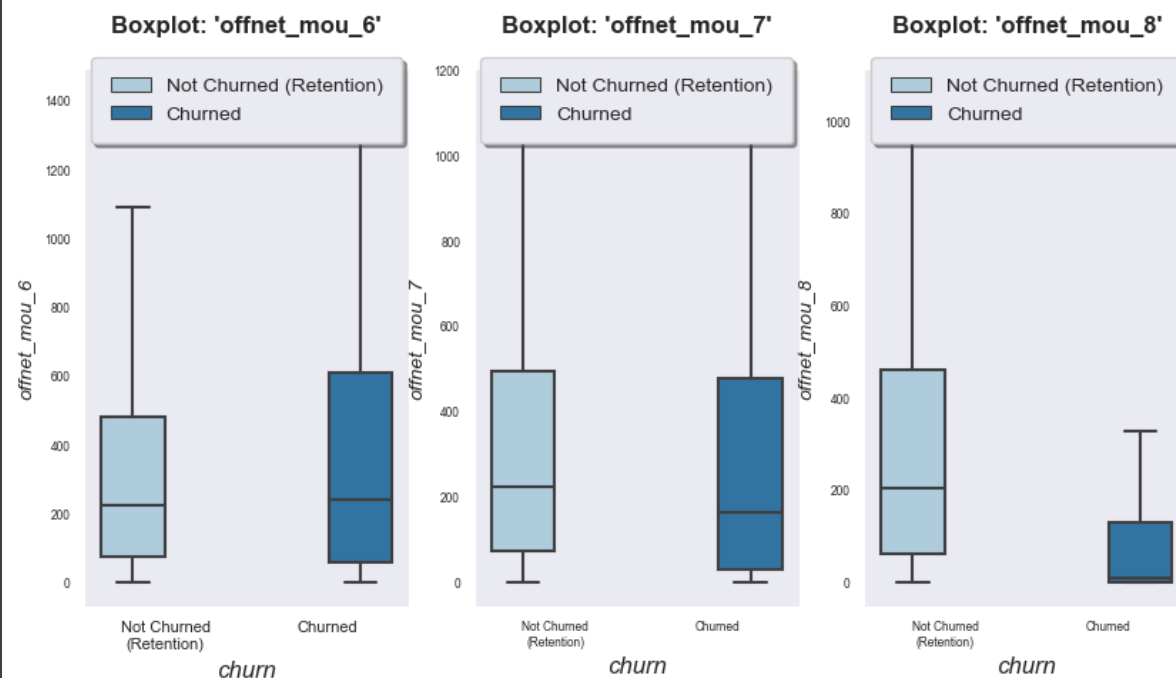 Boxplot: 'offnet_mou_6'
Not Churned (Retention)
Churned
1400
1200
1000
800
600
400
200
0
offnet_mou_6
Not Churned
(Retention)
Churned
churn
Boxplot: 'offnet_mou_7'
Not Churned (Retention)
Churned
1200
1000
800
600
400
200
0
offnet_mou_7
Not Churned
(Retention)
Churned
churn
Boxplot: 'offnet_mou_8'
Not Churned (Retention)
Churned
1000
800
600
400
200
0
offnet_mou_8
Not Churned
(Retention)
Churned
churn